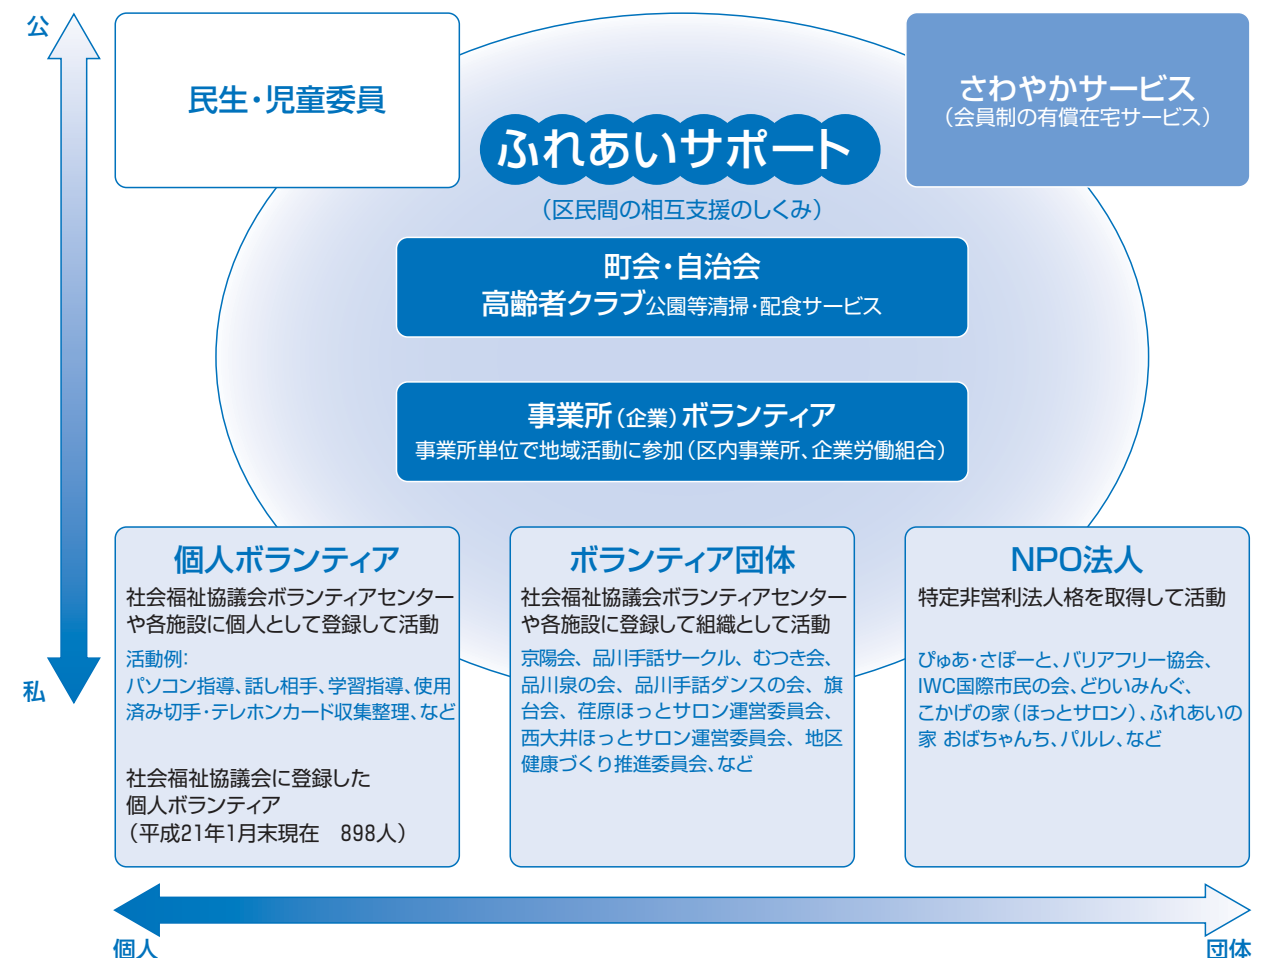 公
民生・児童委員
さわやかサービス
（会員制の有償在宅サービス）
ふれあいサポート
（区民間の相互支援のしくみ）
町会・自治会
高齢者クラブ公園等清掃・配食サービス
事業所（企業）ボランティア
事業所単位で地域活動に参加（区内事業所、企業労働組合）
個人ボランティア
社会福祉協議会ボランティアセンター
や各施設に個人として登録して活動
活動例：
パソコン指導、話し相手、学習指導、使用
済み切手・テレホンカード収集整理、など
社会福祉協議会に登録した
個人ボランティア
（平成21年1月末現在　898人）
ボランティア団体
社会福祉協議会ボランティアセンター
や各施設に登録して組織として活動
京陽会、品川手話サークル、むつき会、
品川泉の会、品川手話ダンスの会、旗
台会、荏原ほっとサロン運営委員会、
西大井ほっとサロン運営委員会、地区
健康づくり推進委員会、など
NPO法人
特定非営利法人格を取得して活動
ぴゅあ・さぽーと、バリアフリー協会、
IWC国際市民の会、どりいみんぐ、
こかげの家（ほっとサロン）、ふれあいの
家 おばちゃんち、パルレ、など
私
個人
団体